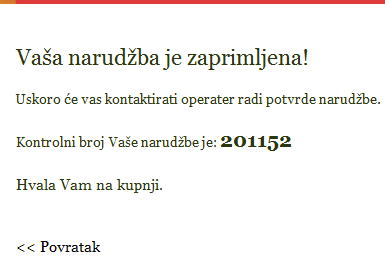 Vaša narudžba je zaprimljena!
Uskoro će vas kontaktirati operater radi potvrde narudžbe.
Kontrolni broj Vaše narudžbe je: 201152
Hvala Vam na kupnji.
<< Povratak